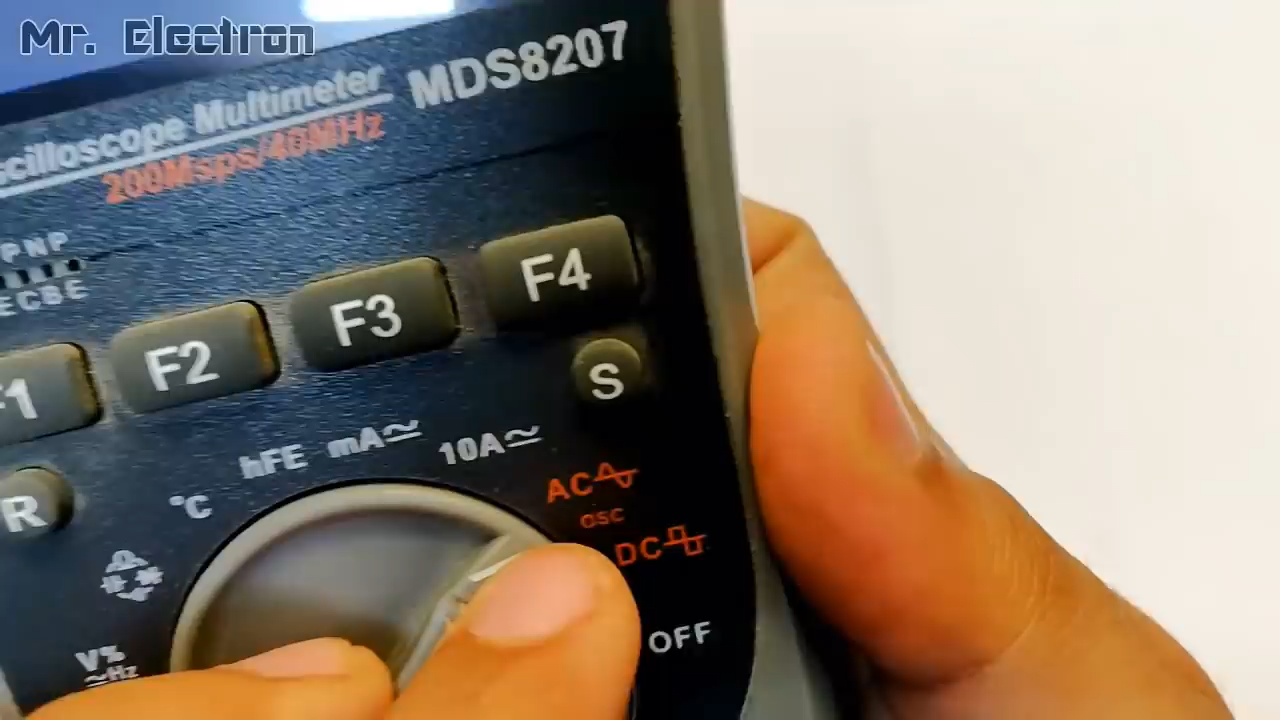 Mr. Electron
MDS8207
scilloscope Multimeter
200Msps/40MHz
PNP
ECBE
F1 F2 F3 F4
S
R
°C hFE mA 10A
AC
OSC
DC
OFF
V%
Hz